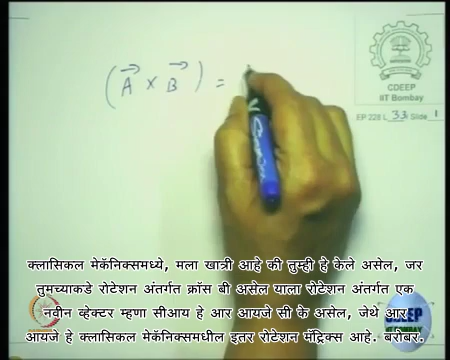 (A⃗ × B⃗) =
CDEEP
IIT Bombay
EP 228 L 33 / Slide 1
क्लासिकल मेकॅनिक्समध्ये, मला खात्री आहे की तुम्ही हे केले असेल, जर
तुमच्याकडे रोटेशन अंतर्गत क्रॉस बी असेल याला रोटेशन अंतर्गत एक
नवीन व्हेक्टर म्हणा सीआय हे आर आयजे सी के असेल, जेथे आर
आयजे हे क्लासिकल मेकॅनिक्समधील इतर रोटेशन मॅट्रिक्स आहे. बरोबर.
CDEEP